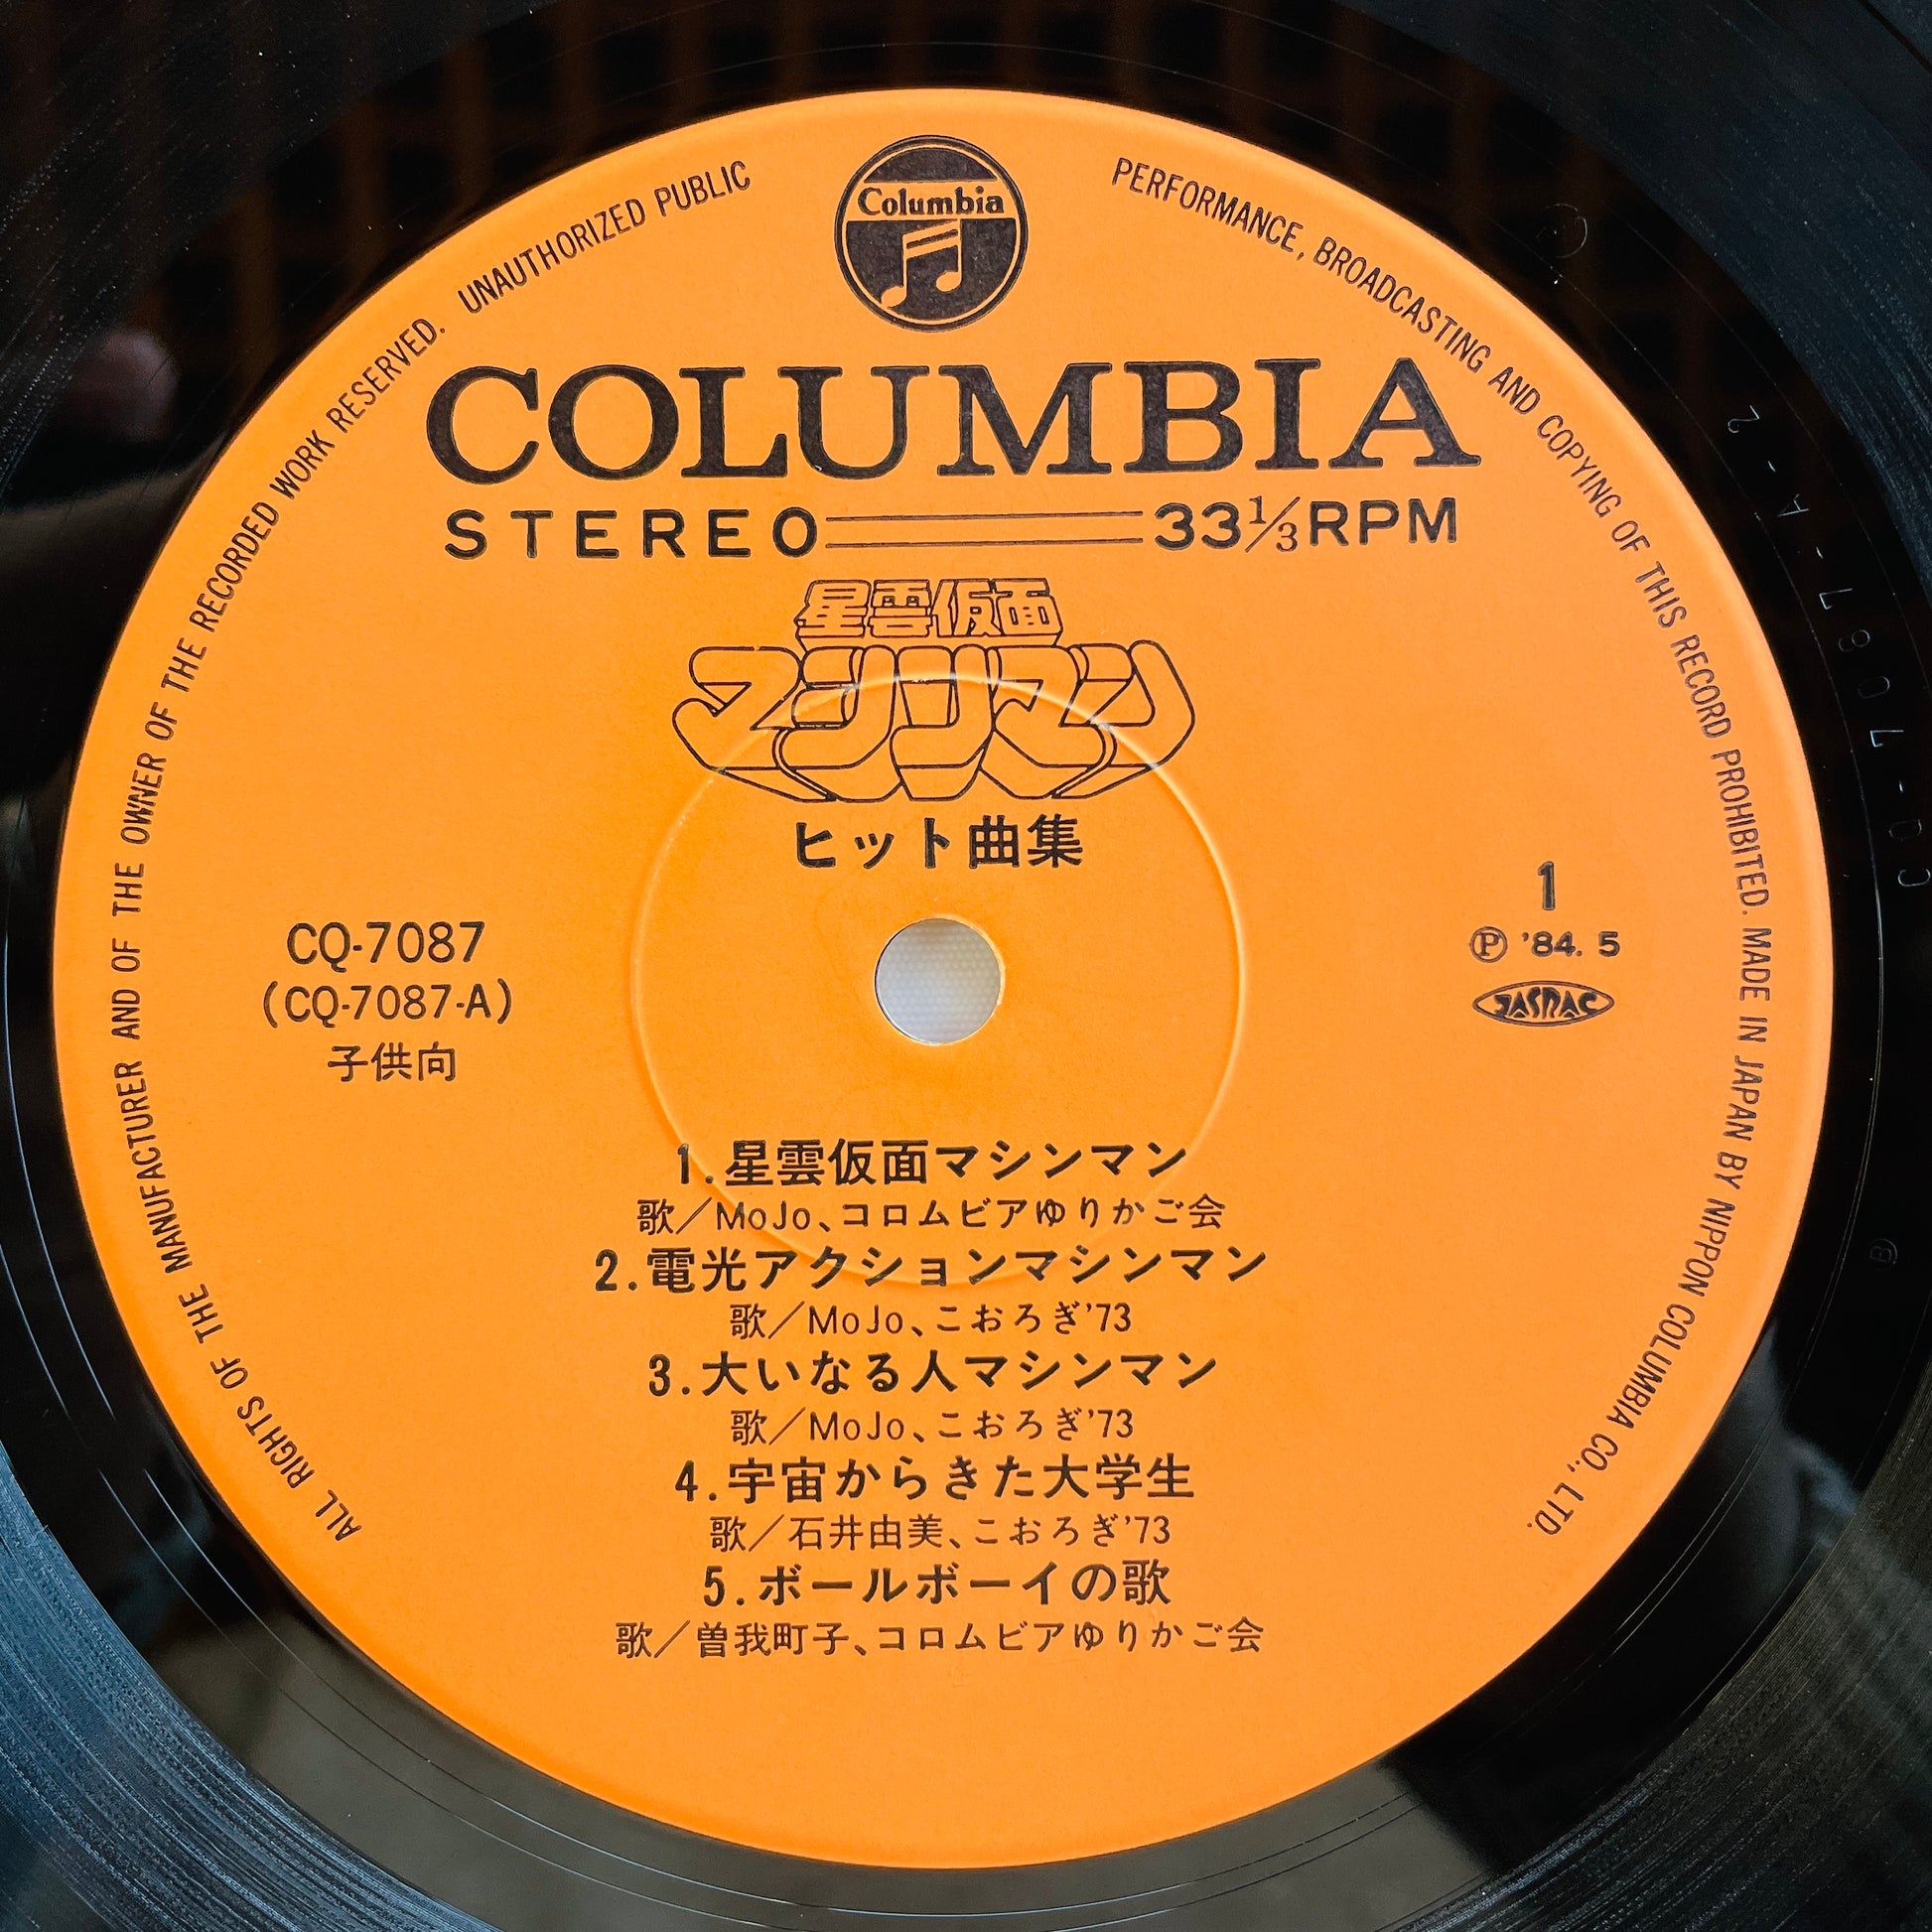 ALL RIGHTS OF THE MANUFACTURER AND OF THE OWNER OF THE RECORDED WORK RESERVED. UNAUTHORIZED PUBLIC PERFORMANCE, BROADCASTING AND COPYING OF THIS RECORD PROHIBITED. MADE IN JAPAN BY NIPPON COLUMBIA CO., LTD.
Columbia
COLUMBIA
STEREO 33⅓RPM
星雲仮面
マシンマン
ヒット曲集
CQ-7087
(CQ-7087-A)
子供向
1
Ⓟ '84. 5
JASRAC
1.星雲仮面マシンマン
歌/MoJo、コロムビアゆりかご会
2.電光アクションマシンマン
歌/MoJo、こおろぎ'73
3.大いなる人マシンマン
歌/MoJo、こおろぎ'73
4.宇宙からきた大学生
歌/石井由美、こおろぎ'73
5.ボールボーイの歌
歌/曽我町子、コロムビアゆりかご会
CQ-7087-A-2